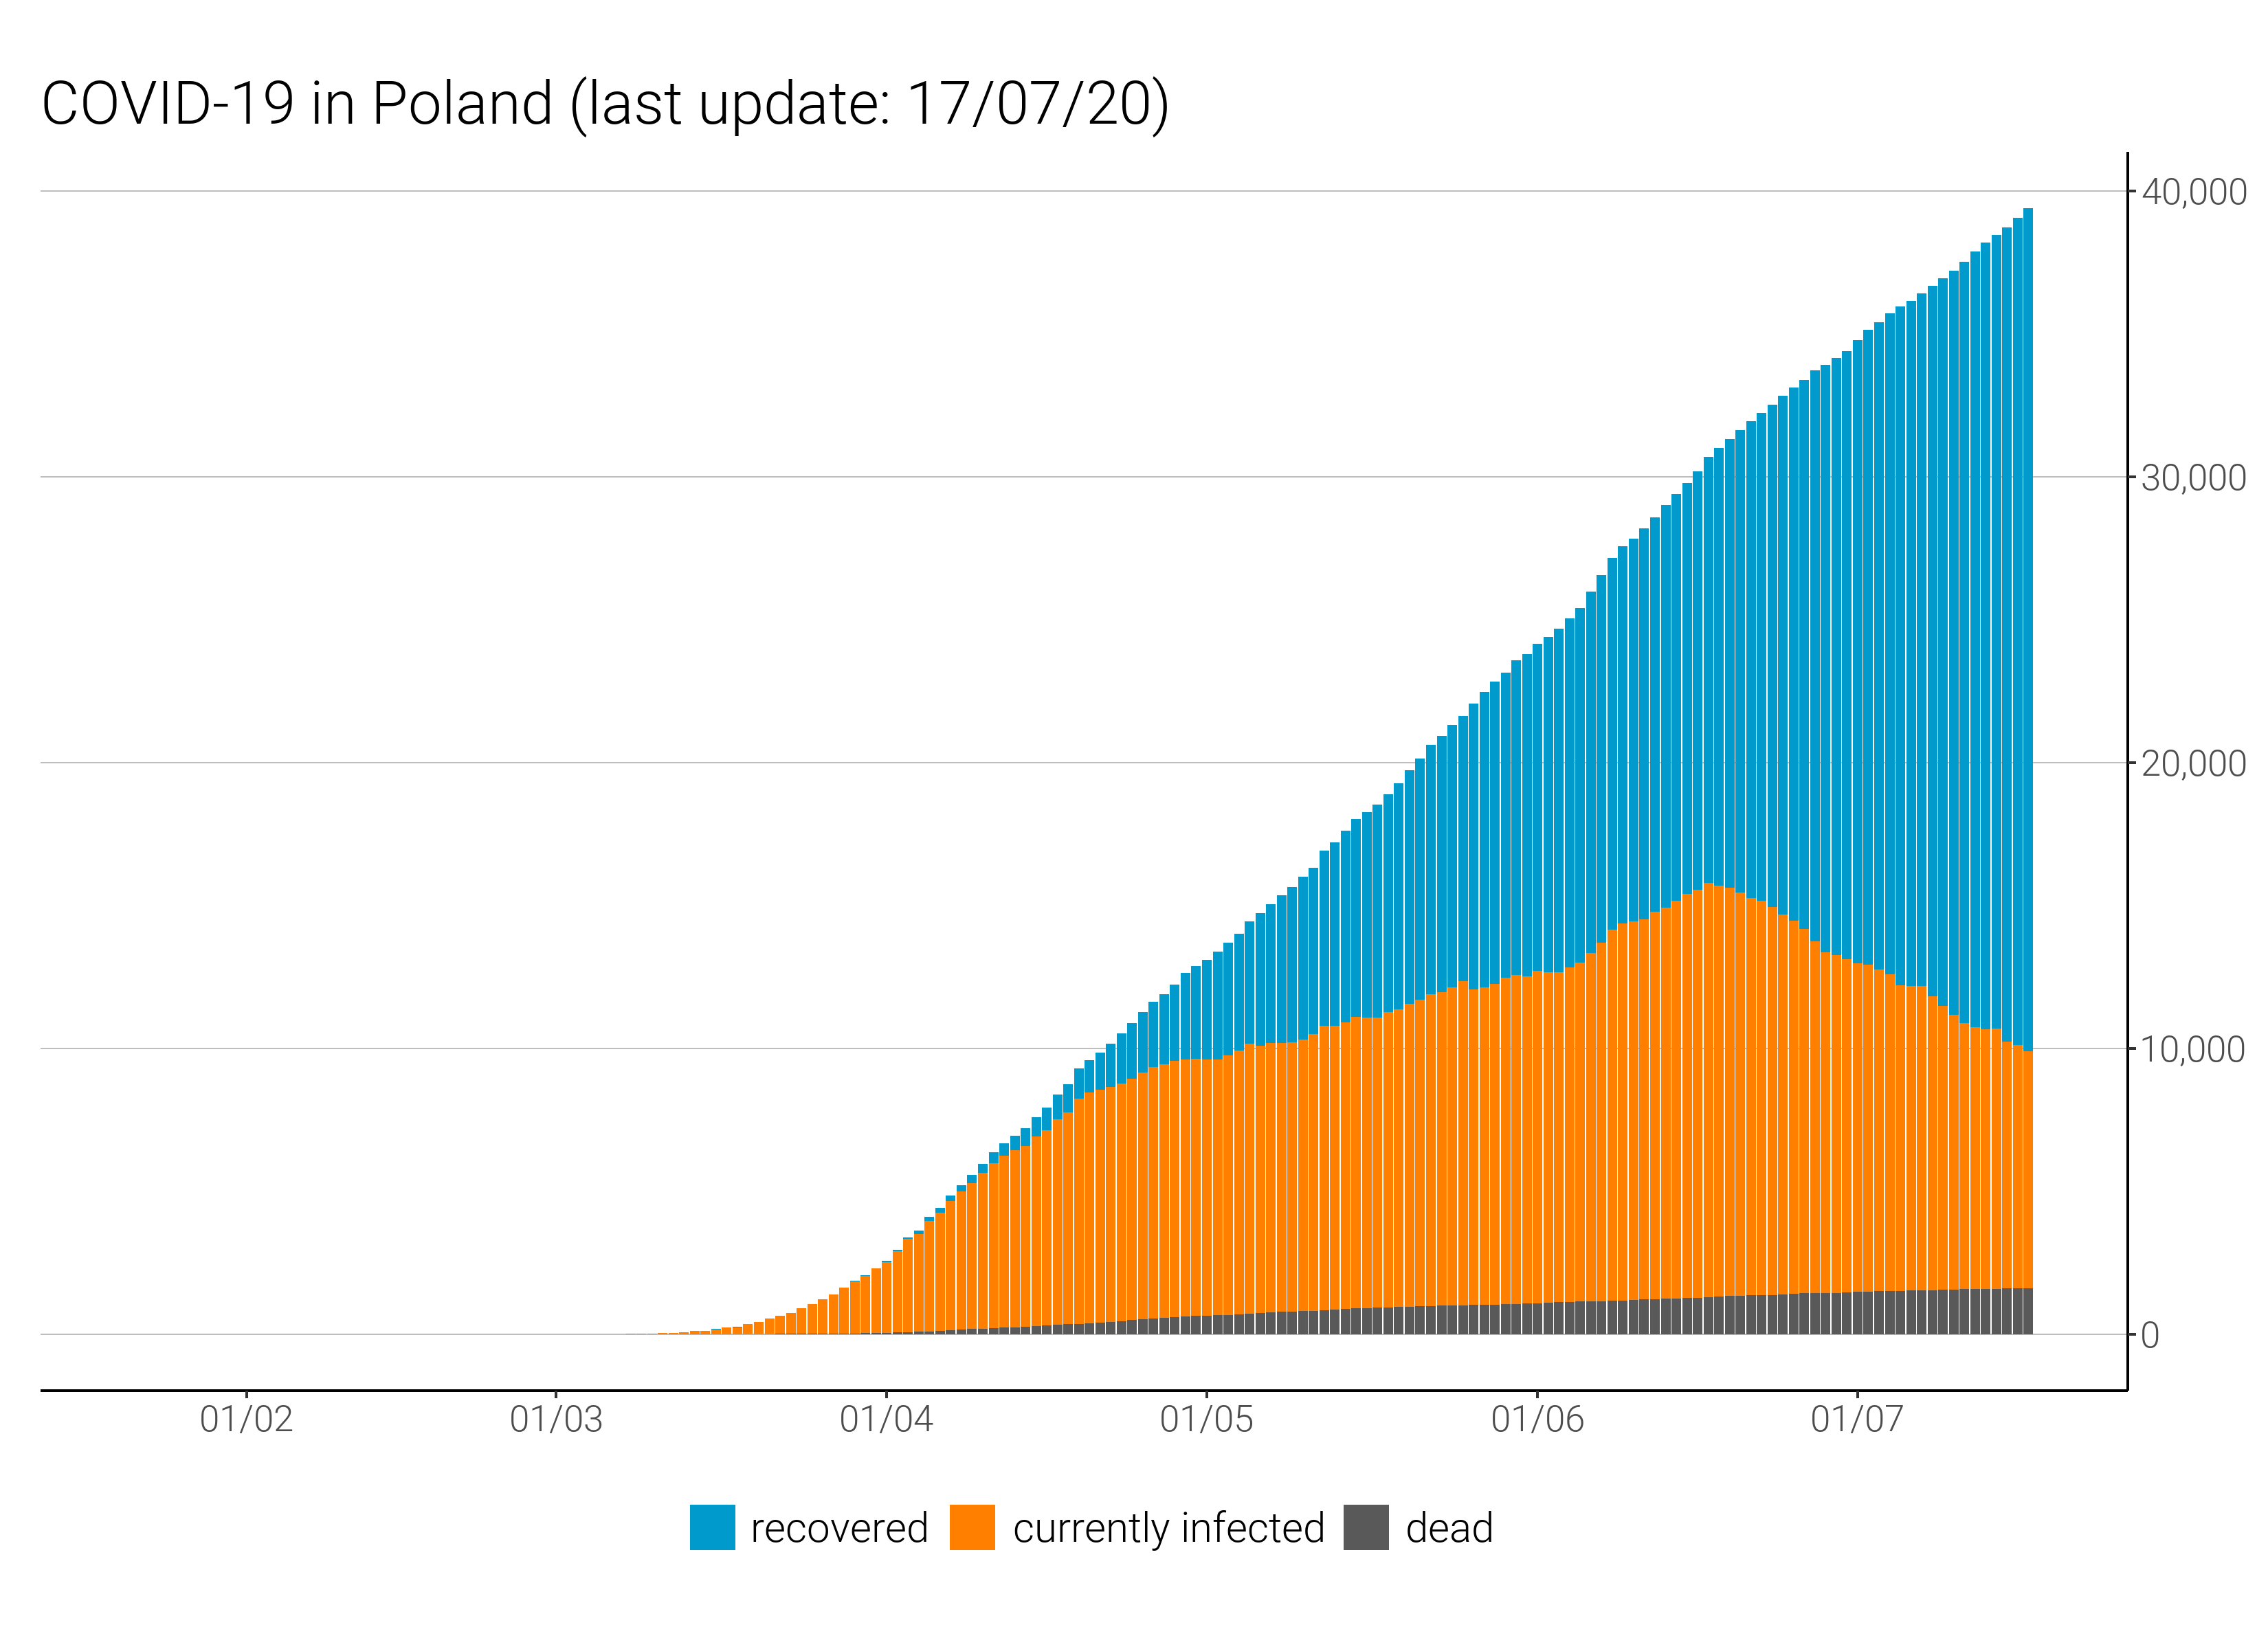 COVID-19 in Poland (last update: 17/07/20)
40,000
30,000
20,000
10,000
0
01/02 01/03 01/04 01/05 01/06 01/07
recovered currently infected dead